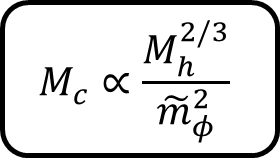 M_c ∝ M_h^{2/3} / m̃_ϕ^2